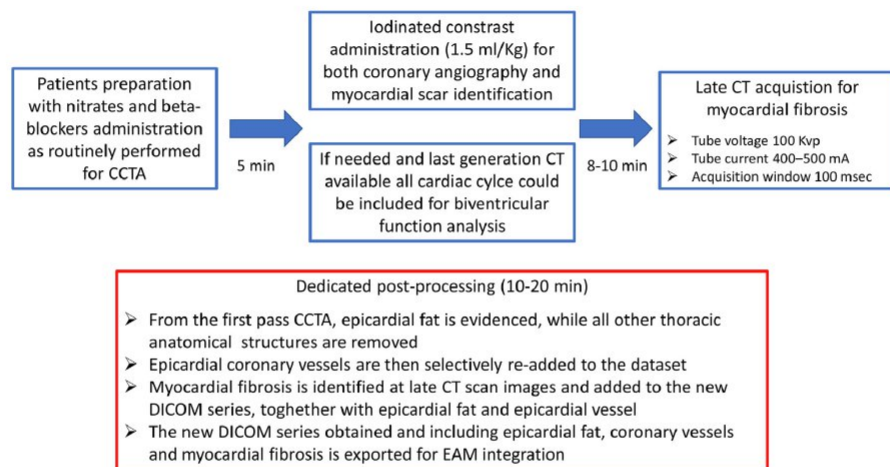 Patients preparation
with nitrates and beta-
blockers administration
as routinely performed
for CCTA
5 min
Iodinated constrast
administration (1.5 ml/Kg) for
both coronary angiography and
myocardial scar identification
If needed and last generation CT
available all cardiac cylce could
be included for biventricular
function analysis
8-10 min
Late CT acquistion for
myocardial fibrosis
➢ Tube voltage 100 Kvp
➢ Tube current 400–500 mA
➢ Acquisition window 100 msec
Dedicated post-processing (10-20 min)
➢ From the first pass CCTA, epicardial fat is evidenced, while all other thoracic
anatomical structures are removed
➢ Epicardial coronary vessels are then selectively re-added to the dataset
➢ Myocardial fibrosis is identified at late CT scan images and added to the new
DICOM series, toghether with epicardial fat and epicardial vessel
➢ The new DICOM series obtained and including epicardial fat, coronary vessels
and myocardial fibrosis is exported for EAM integration